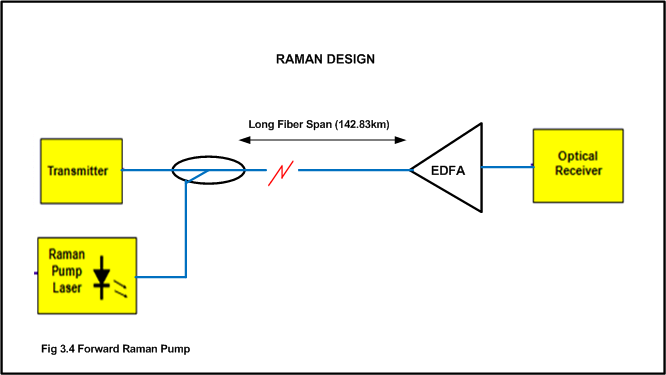 RAMAN DESIGN
Long Fiber Span (142.83km)
Transmitter
EDFA
Optical
Receiver
Raman
Pump
Laser
Fig 3.4 Forward Raman Pump